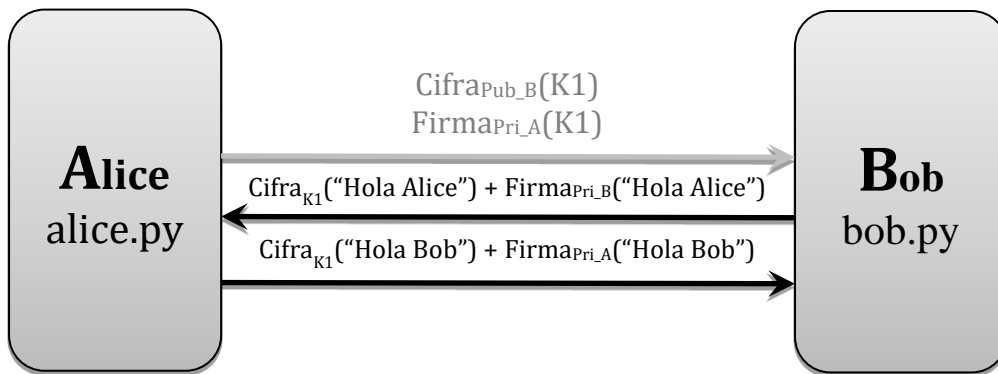 Alice
alice.py
CifraPub_B(K1)
FirmaPri_A(K1)
CifraK1(“Hola Alice”) + FirmaPri_B(“Hola Alice”)
CifraK1(“Hola Bob”) + FirmaPri_A(“Hola Bob”)
Bob
bob.py